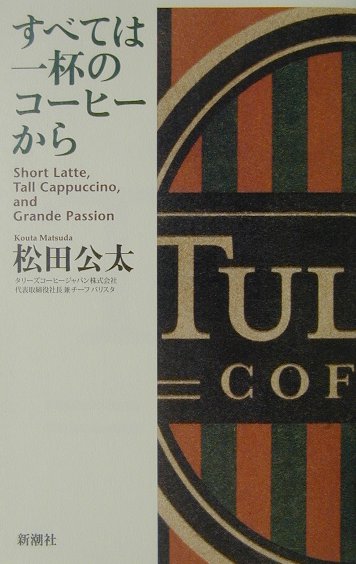 すべては
一杯の
コーヒー
から
Short Latte,
Tall Cappuccino,
and
Grande Passion
Kouta Matsuda
松田公太
タリーズコーヒージャパン株式会社
代表取締役社長 兼 チーフバリスタ
TUL
COF
新潮社